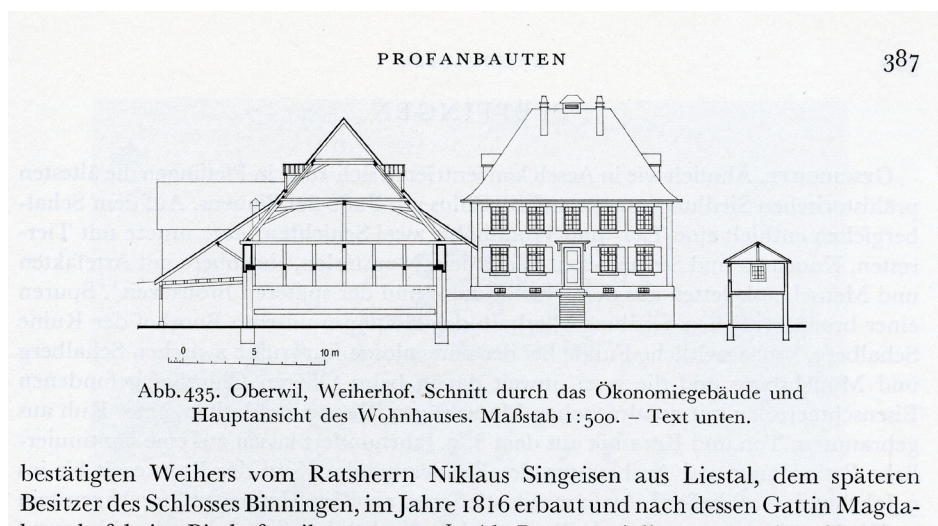 PROFANBAUTEN
387
0 5 10 m
Abb. 435. Oberwil, Weiherhof. Schnitt durch das Ökonomiegebäude und
Hauptansicht des Wohnhauses. Maßstab 1:500. – Text unten.
bestätigten Weihers vom Ratsherrn Niklaus Singeisen aus Liestal, dem späteren
Besitzer des Schlosses Binningen, im Jahre 1816 erbaut und nach dessen Gattin Magda-